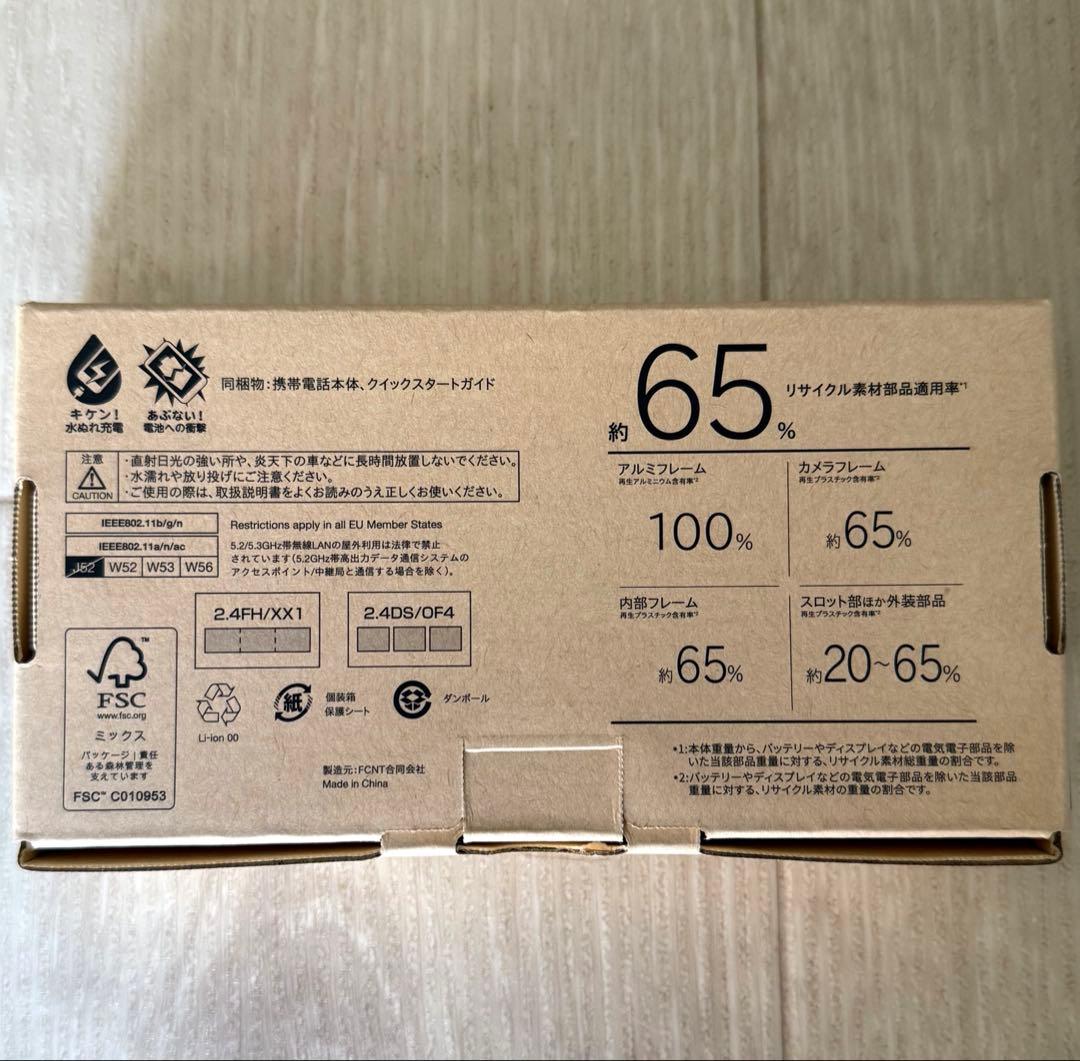 キケン!
水ぬれ充電
あぶない!
電池への衝撃
同梱物:携帯電話本体、クイックスタートガイド
注意
CAUTION
・直射日光の強い所や、炎天下の車などに長時間放置しないでください。
・水濡れや放り投げにご注意ください。
・ご使用の際は、取扱説明書をよくお読みのうえ正しくお使いください。
IEEE802.11b/g/n
IEEE802.11a/n/ac
J52 W52 W53 W56
Restrictions apply in all EU Member States
5.2/5.3GHz帯無線LANの屋外利用は法律で禁止
されています(5.2GHz帯高出力データ通信システムの
アクセスポイント/中継局と通信する場合を除く)。
2.4FH/XX1
2.4DS/OF4
FSC™
www.fsc.org
ミックス
パッケージ|責任
ある森林管理を
支えています
FSC™ C010953
Li-ion 00
紙
個装箱
保護シート
ダンボール
製造元:FCNT合同会社
Made in China
約65%
リサイクル素材部品適用率*1
アルミフレーム
再生アルミニウム含有率*2
100%
カメラフレーム
再生プラスチック含有率*2
約65%
内部フレーム
再生プラスチック含有率*2
約65%
スロット部ほか外装部品
再生プラスチック含有率*2
約20~65%
*1:本体重量から、バッテリーやディスプレイなどの電気電子部品を除
いた当該部品重量に対する、リサイクル素材総重量の割合です。
*2:バッテリーやディスプレイなどの電気電子部品を除いた当該部品
重量に対する、リサイクル素材の重量の割合です。